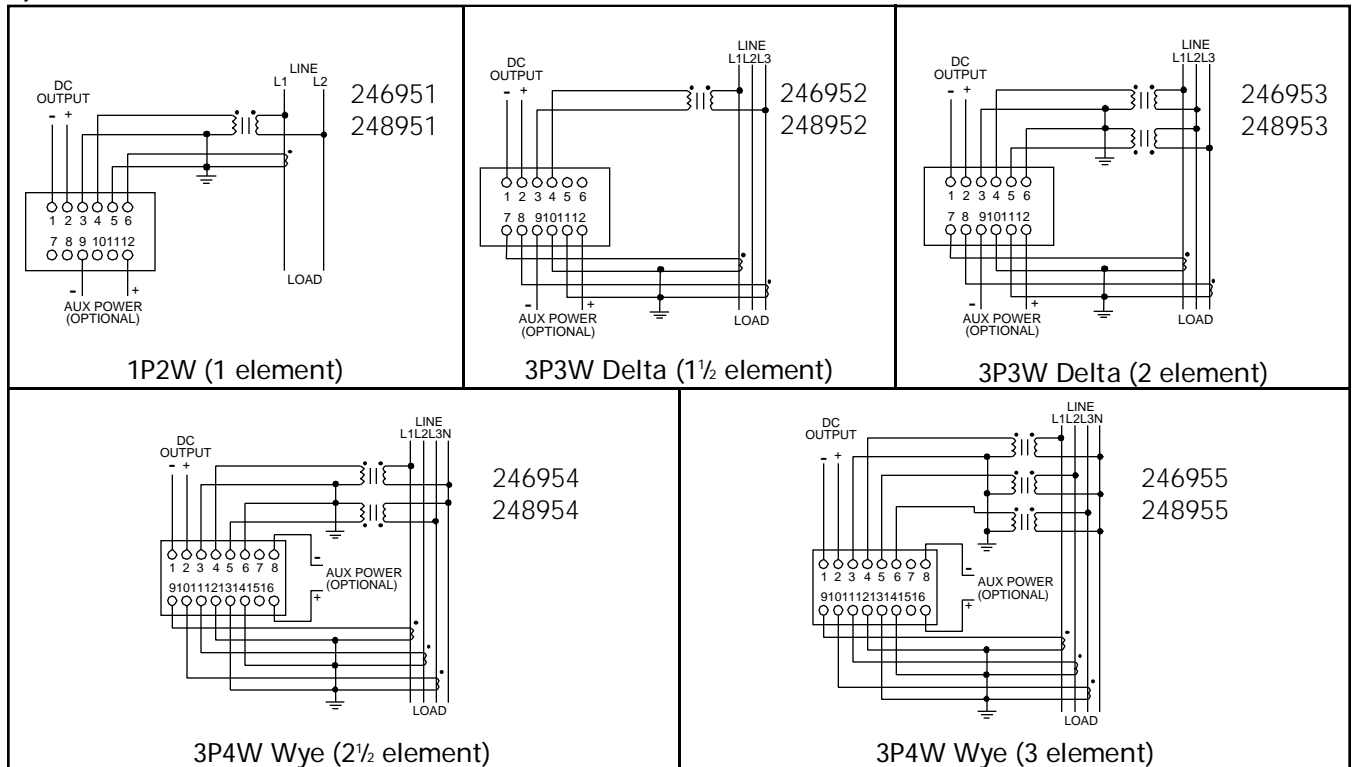 LINE
L1 L2
DC
OUTPUT
- +
246951
248951
1 2 3 4 5 6
7 8 9 10 11 12
- +
AUX POWER
(OPTIONAL)
LOAD
1P2W (1 element)
LINE
L1 L2 L3
DC
OUTPUT
- +
246952
248952
1 2 3 4 5 6
7 8 9 10 11 12
- +
AUX POWER
(OPTIONAL)
LOAD
3P3W Delta (1½ element)
LINE
L1 L2 L3
DC
OUTPUT
- +
246953
248953
1 2 3 4 5 6
7 8 9 10 11 12
- +
AUX POWER
(OPTIONAL)
LOAD
3P3W Delta (2 element)
LINE
L1 L2 L3 N
DC
OUTPUT
- +
246954
248954
1 2 3 4 5 6 7 8
-
AUX POWER
(OPTIONAL)
+
9 10 11 12 13 14 15 16
LOAD
3P4W Wye (2½ element)
LINE
L1 L2 L3 N
DC
OUTPUT
- +
246955
248955
1 2 3 4 5 6 7 8
-
AUX POWER
(OPTIONAL)
+
9 10 11 12 13 14 15 16
LOAD
3P4W Wye (3 element)